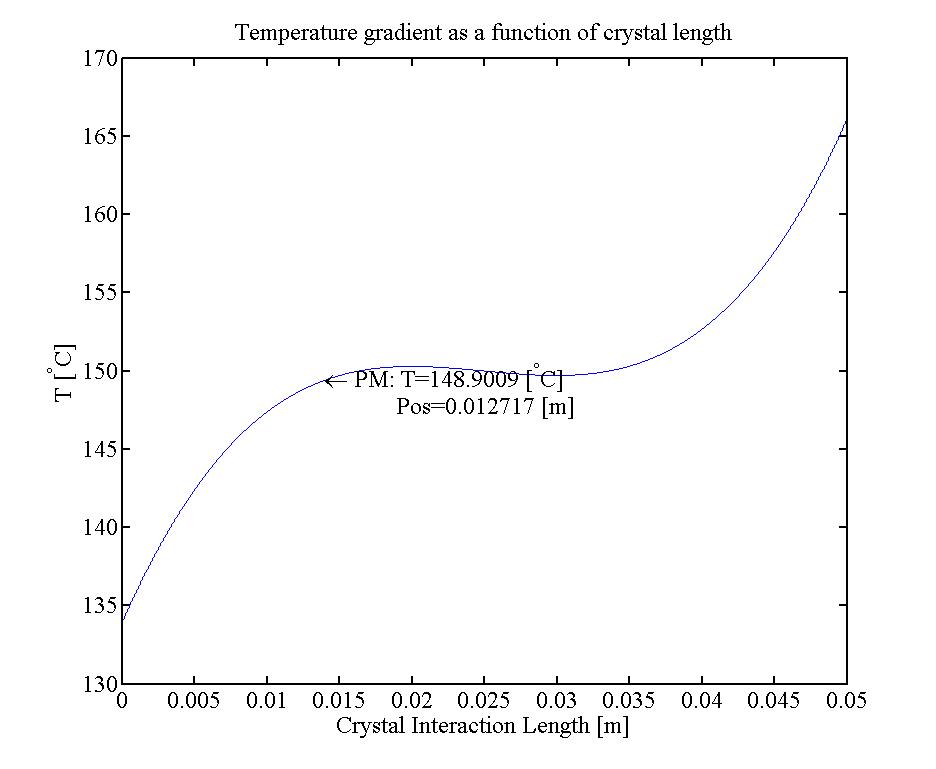 Temperature gradient as a function of crystal length
170
165
160
155
150
145
140
135
130
T [°C]
← PM: T=148.9009 [°C]
Pos=0.012717 [m]
0 0.005 0.01 0.015 0.02 0.025 0.03 0.035 0.04 0.045 0.05
Crystal Interaction Length [m]